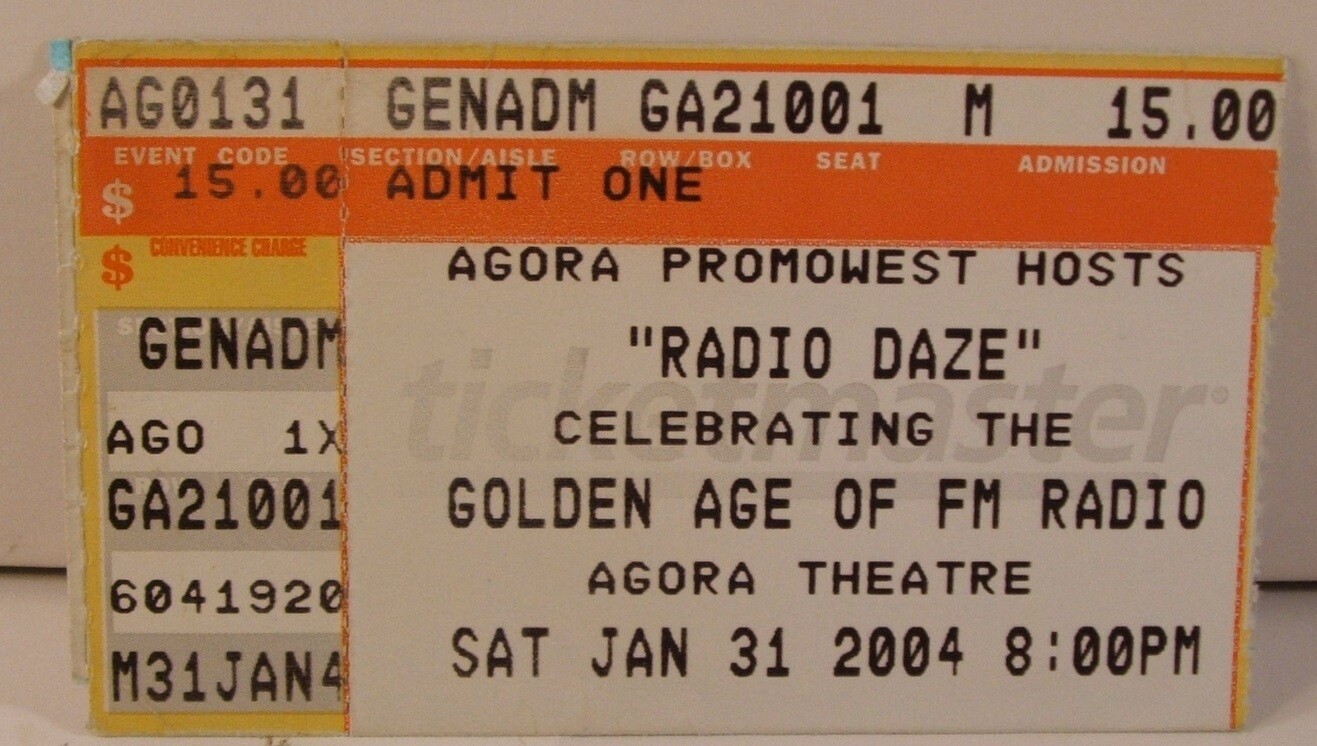 AG0131 GENADM GA21001 M 15.00
EVENT CODE SECTION/AISLE ROW/BOX SEAT ADMISSION
$ 15.00 ADMIT ONE
$ CONVENIENCE CHARGE
AGORA PROMOWEST HOSTS
GENADM
"RADIO DAZE"
ticketmaster
AGO 1X
CELEBRATING THE
GA21001
GOLDEN AGE OF FM RADIO
6041920
AGORA THEATRE
M31JAN4
SAT JAN 31 2004 8:00PM